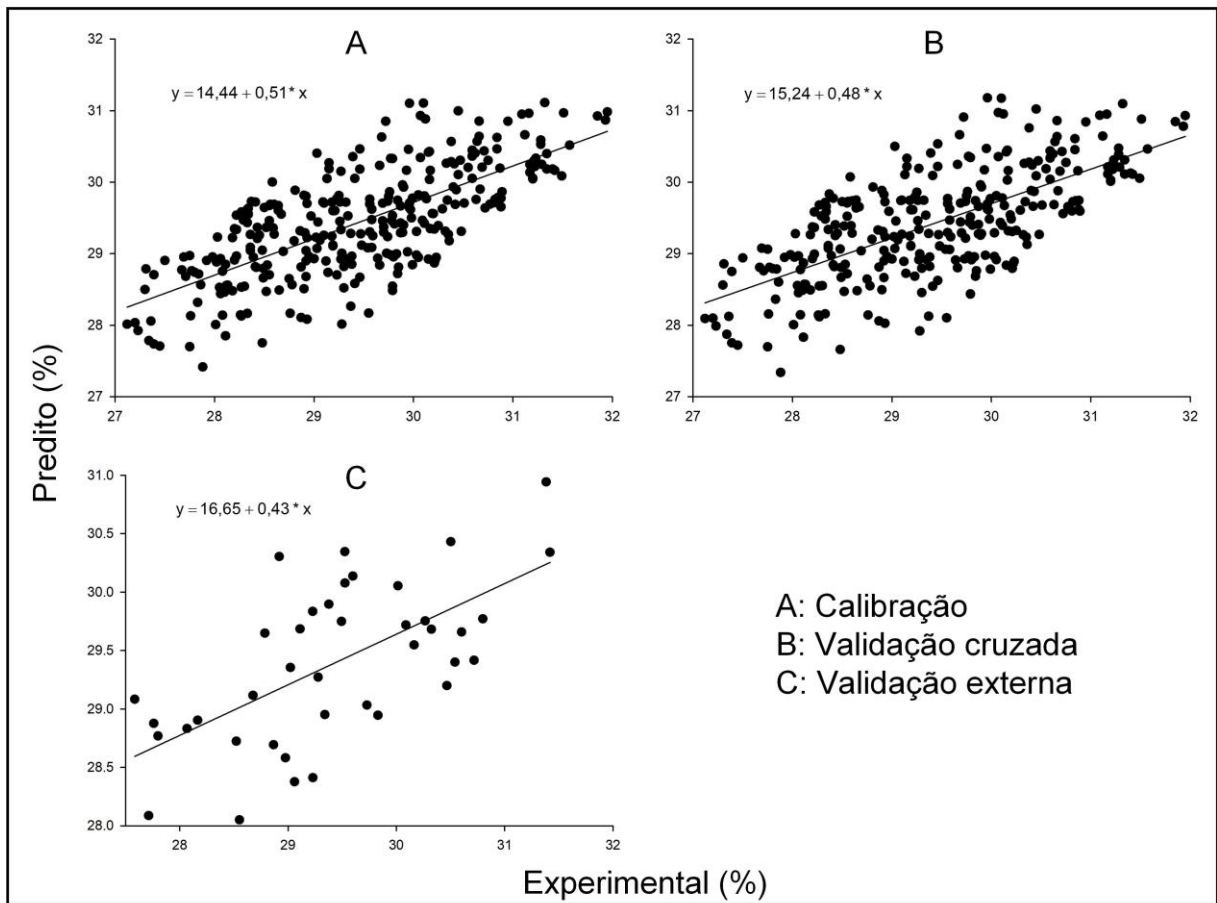 A
y = 14,44 + 0,51* x
32
31
30
29
28
27
27 28 29 30 31 32
B
y = 15,24 + 0,48* x
32
31
30
29
28
27
27 28 29 30 31 32
C
y = 16,65 + 0,43 * x
31.0
30.5
30.0
29.5
29.0
28.5
28.0
28 29 30 31 32
Predito (%)
Experimental (%)
A: Calibração
B: Validação cruzada
C: Validação externa